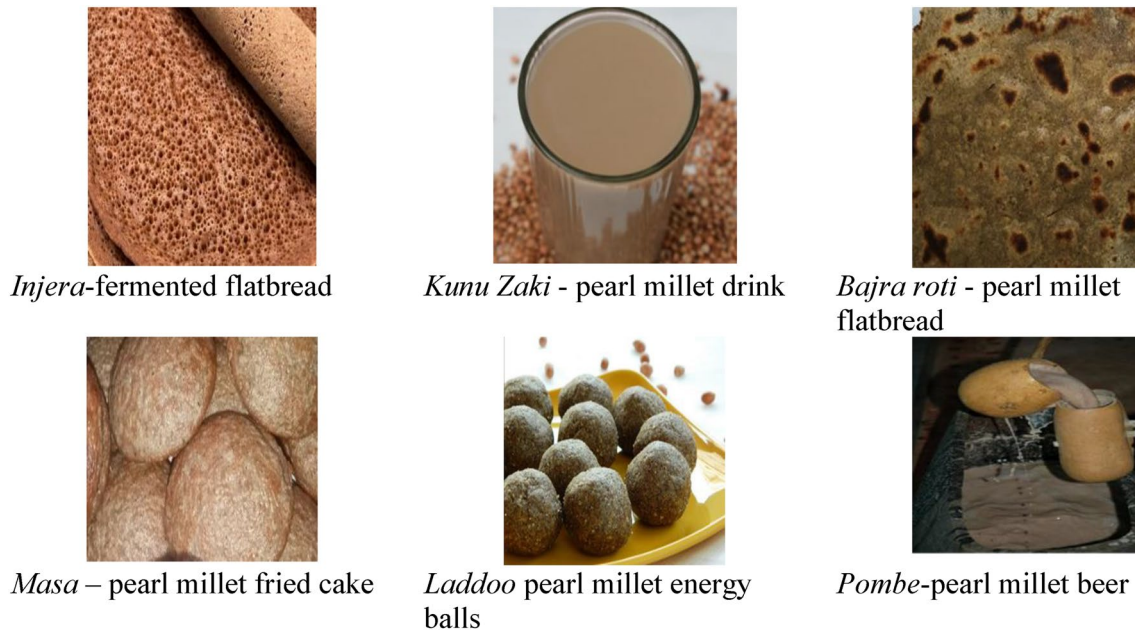 Injera-fermented flatbread
Kunu Zaki - pearl millet drink
Bajra roti - pearl millet
flatbread
Masa – pearl millet fried cake
Laddoo pearl millet energy
balls
Pombe-pearl millet beer